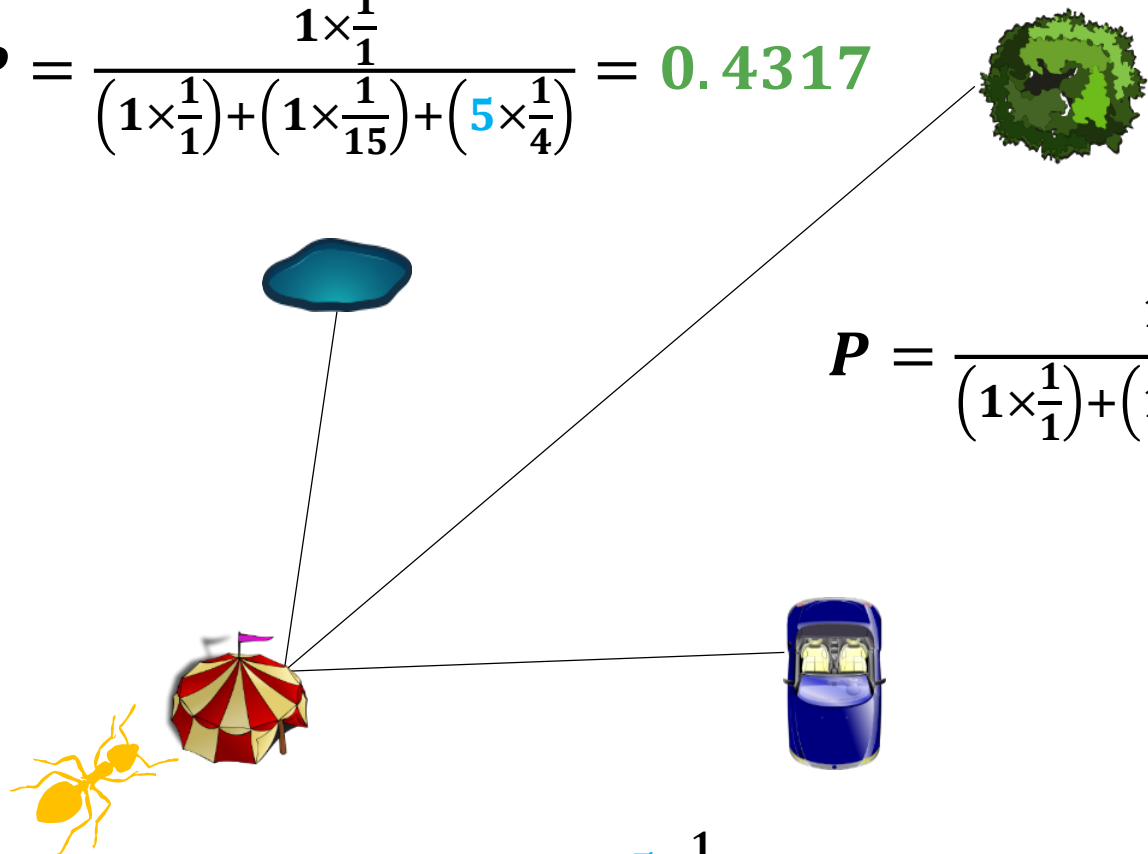 P = (1×1/1) / ((1×1/1)+(1×1/15)+(5×1/4)) = 0.4317
P = / (1×1/1)+(
1